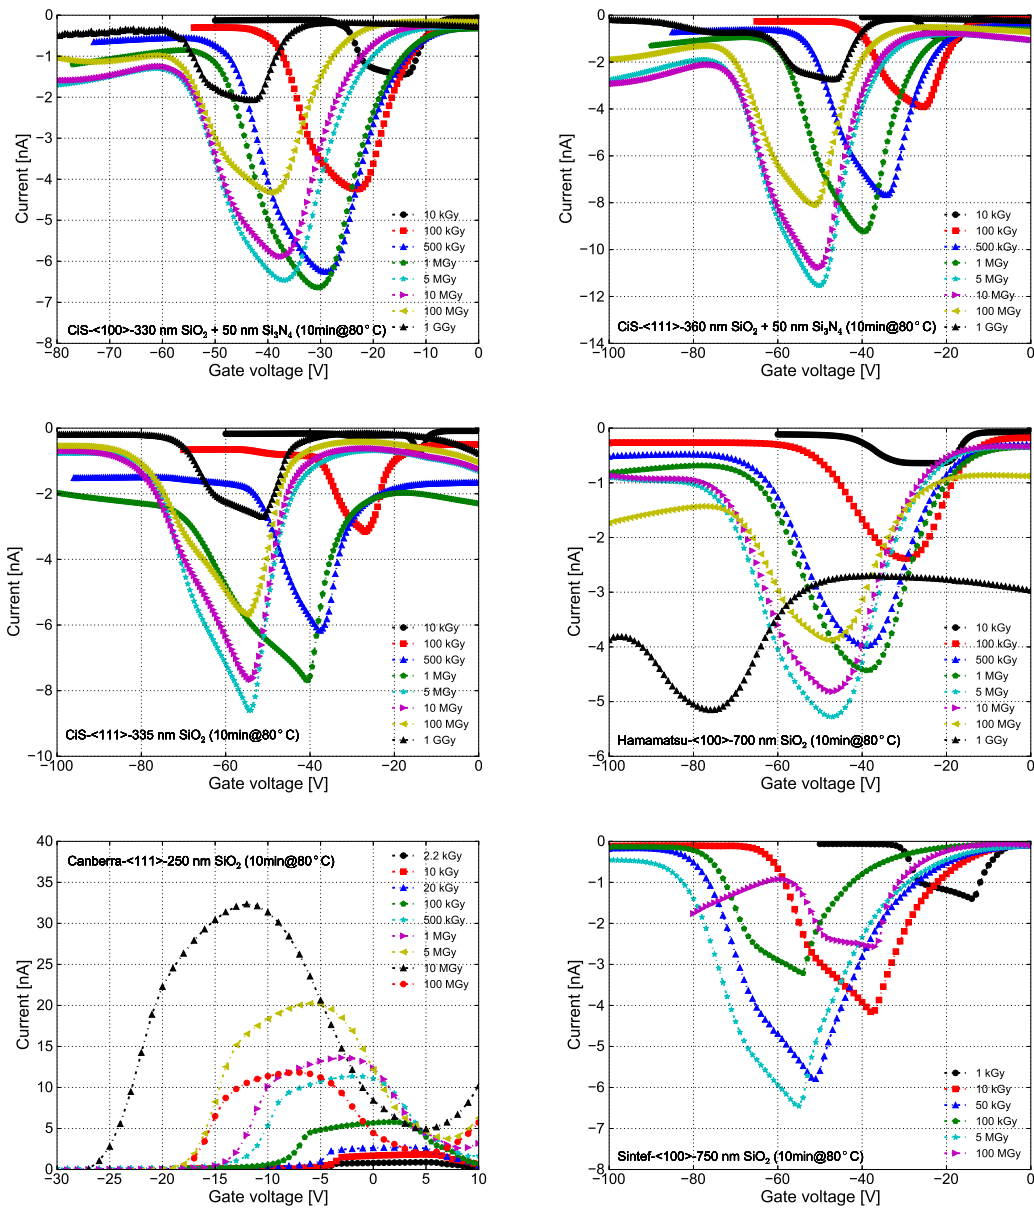 0
−1
−2
−3
−4
−5
−6
−7
−8
Current [nA]
10 kGy
100 kGy
500 kGy
1 MGy
5 MGy
10 MGy
100 MGy
1 GGy
CiS-<100>-330 nm SiO₂ + 50 nm Si₃N₄ (10min@80°C)
−80 −70 −60 −50 −40 −30 −20 −10 0
Gate voltage [V]
0
−2
−4
−6
−8
−10
−12
−14
Current [nA]
10 kGy
100 kGy
500 kGy
1 MGy
5 MGy
10 MGy
100 MGy
1 GGy
CiS-<111>-360 nm SiO₂ + 50 nm Si₃N₄ (10min@80°C)
−100 −80 −60 −40 −20 0
Gate voltage [V]
0
−2
−4
−6
−8
−10
Current [nA]
10 kGy
100 kGy
500 kGy
1 MGy
5 MGy
10 MGy
100 MGy
1 GGy
CiS-<111>-335 nm SiO₂ (10min@80°C)
−100 −80 −60 −40 −20 0
Gate voltage [V]
0
−1
−2
−3
−4
−5
−6
Current [nA]
10 kGy
100 kGy
500 kGy
1 MGy
5 MGy
10 MGy
100 MGy
1 GGy
Hamamatsu-<100>-700 nm SiO₂ (10min@80°C)
−100 −80 −60 −40 −20 0
Gate voltage [V]
40
35
30
25
20
15
10
5
0
Current [nA]
Canberra-<111>-250 nm SiO₂ (10min@80°C)
2.2 kGy
10 kGy
20 kGy
100 kGy
500 kGy
1 MGy
5 MGy
10 MGy
100 MGy
−30 −25 −20 −15 −10 −5 0 5 10
Gate voltage [V]
0
−1
−2
−3
−4
−5
−6
−7
−8
Current [nA]
1 kGy
10 kGy
50 kGy
100 kGy
5 MGy
100 MGy
Sintef-<100>-750 nm SiO₂ (10min@80°C)
−100 −80 −60 −40 −20 0
Gate voltage [V]